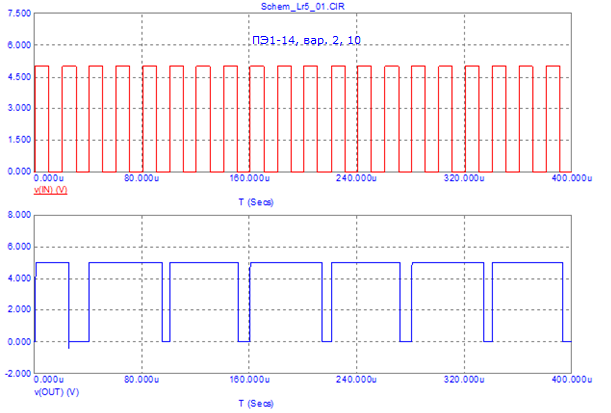 Schem_Lr5_01.CIR
7.500
ПЭ1-14, вар. 2, 10
6.000
4.500
3.000
1.500
0.000
0.000u 80.000u 160.000u 240.000u 320.000u 400.000u
v(IN) (V)
T (Secs)
8.000
6.000
4.000
2.000
0.000
-2.000
0.000u 80.000u 160.000u 240.000u 320.000u 400.000u
v(OUT) (V)
T (Secs)